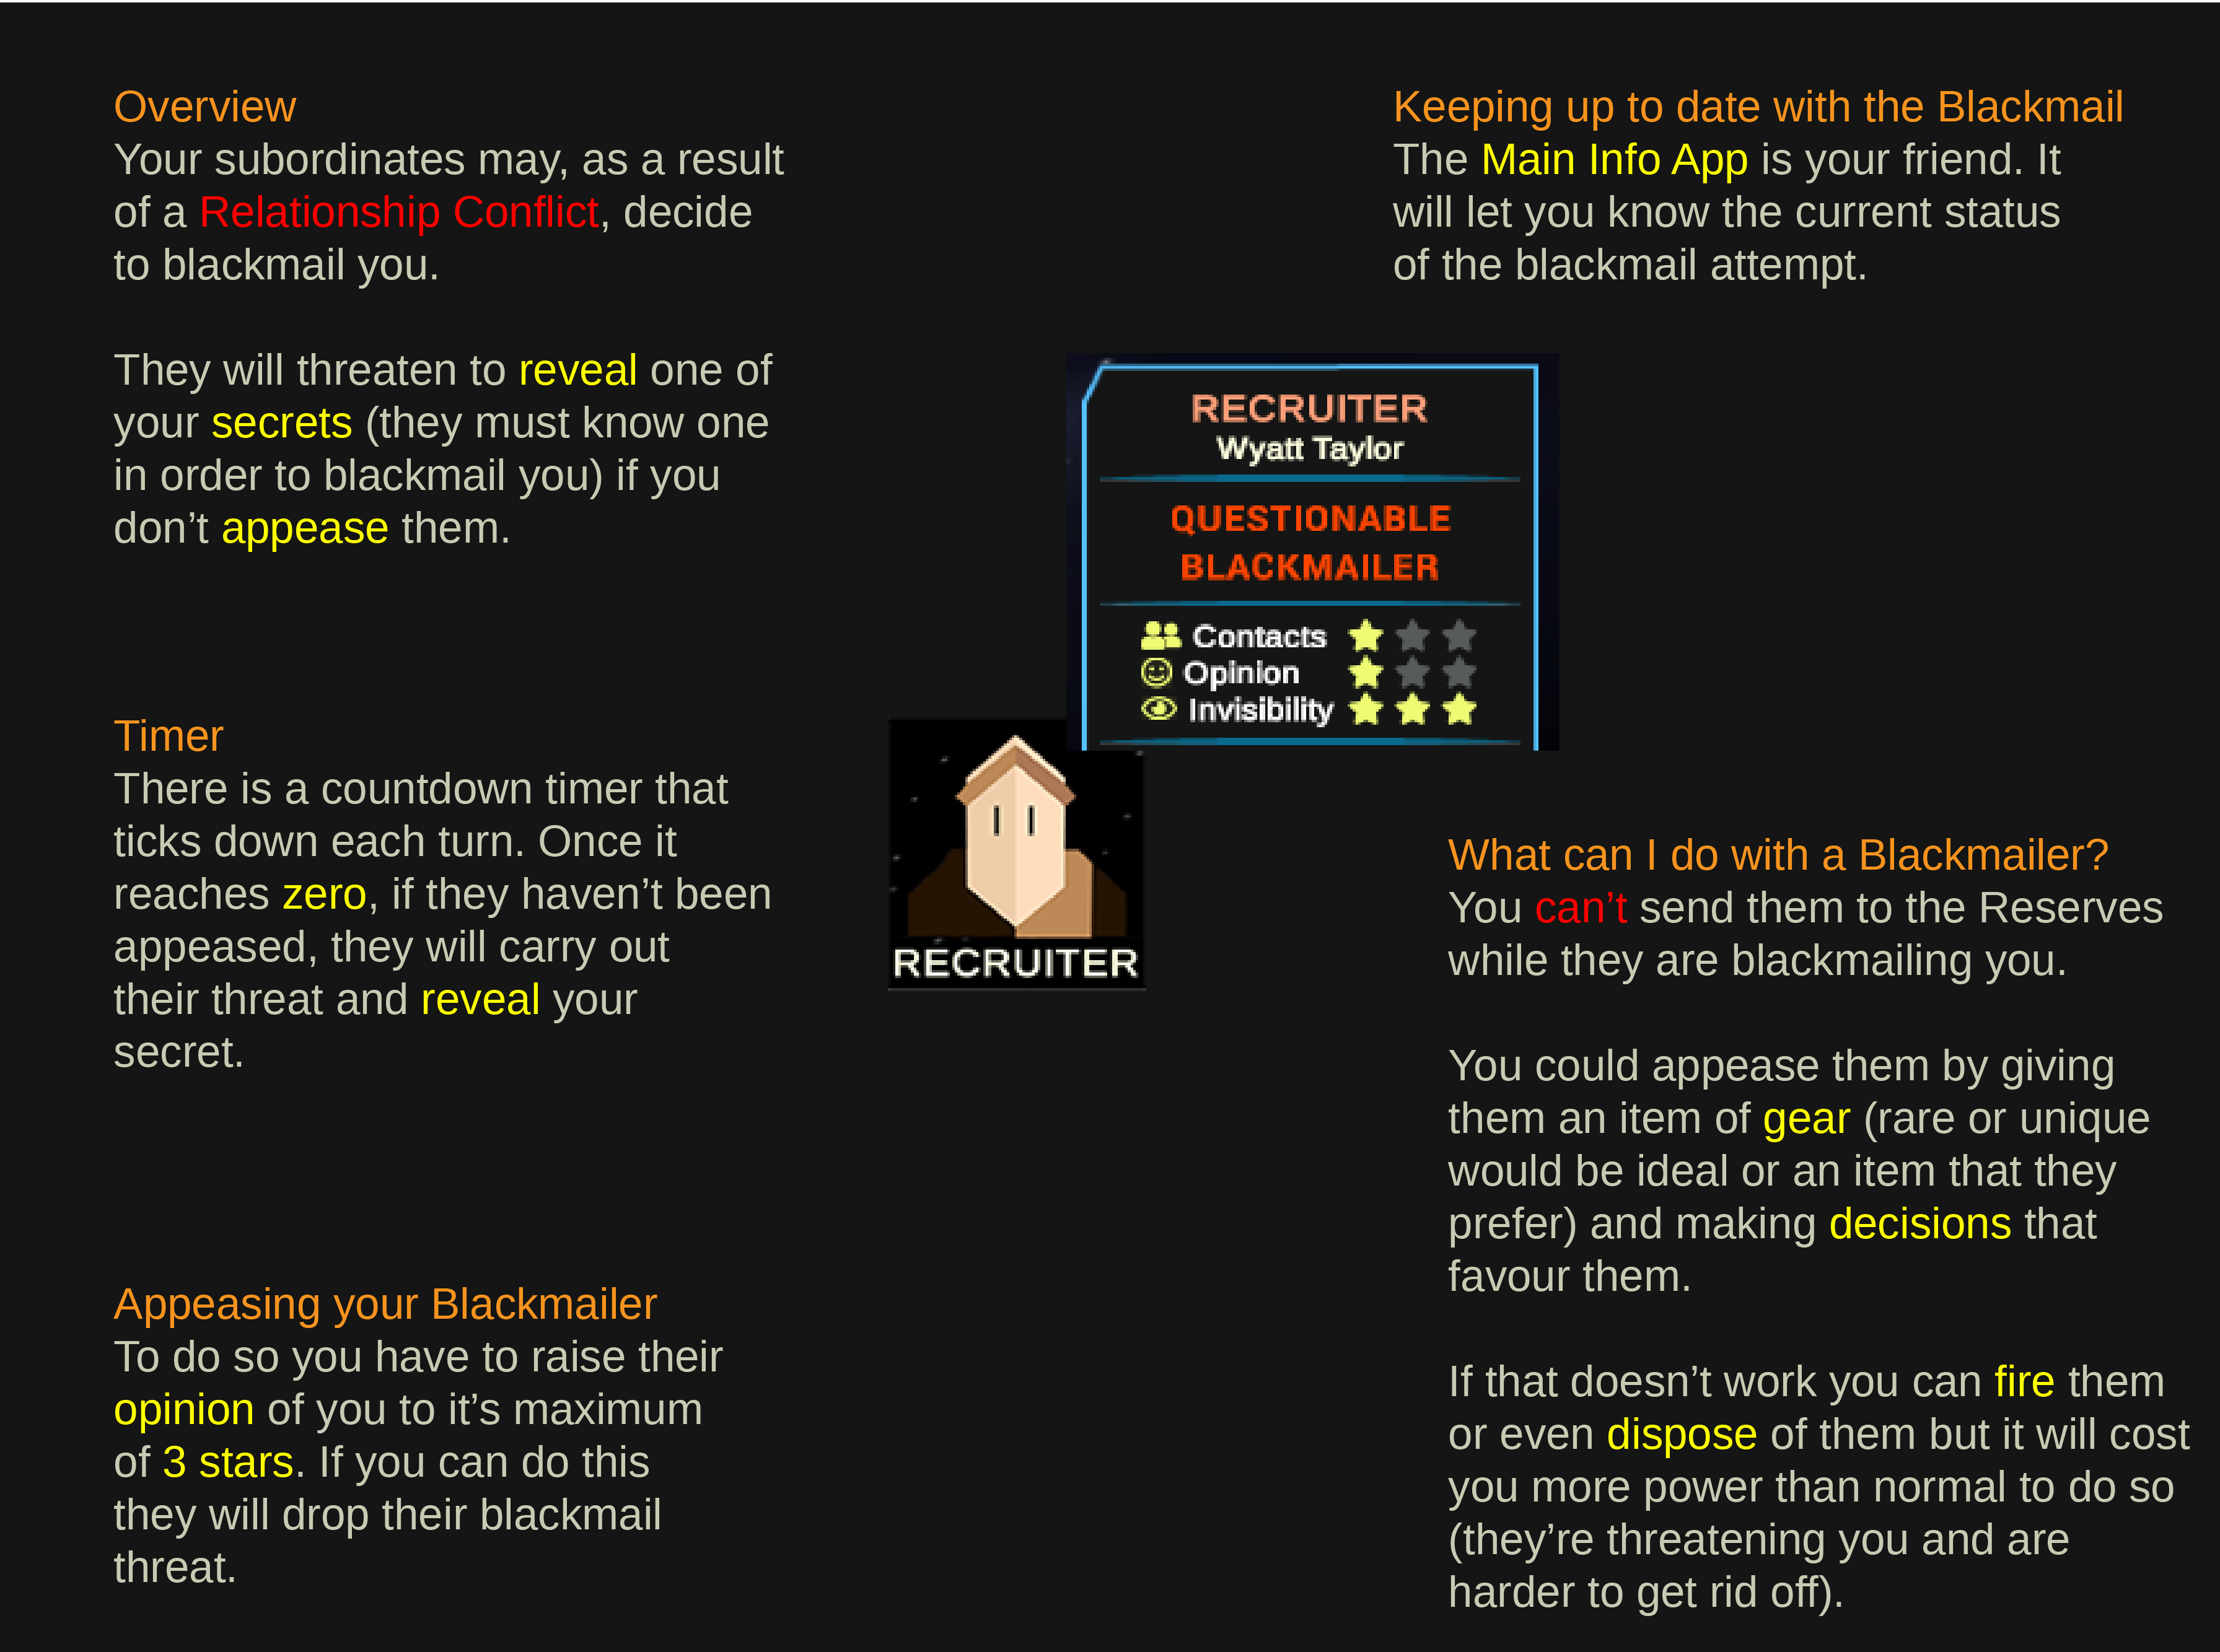 Overview
Your subordinates may, as a result
of a Relationship Conflict, decide
to blackmail you.
They will threaten to reveal one of
your secrets (they must know one
in order to blackmail you) if you
don’t appease them.
Timer
There is a countdown timer that
ticks down each turn. Once it
reaches zero, if they haven’t been
appeased, they will carry out
their threat and reveal your
secret.
Appeasing your Blackmailer
To do so you have to raise their
opinion of you to it’s maximum
of 3 stars. If you can do this
they will drop their blackmail
threat.
RECRUITER
Wyatt Taylor
QUESTIONABLE
BLACKMAILER
Contacts
Opinion
Invisibility
RECRUITER
Keeping up to date with the Blackmail
The Main Info App is your friend. It
will let you know the current status
of the blackmail attempt.
What can I do with a Blackmailer?
You can’t send them to the Reserves
while they are blackmailing you.
You could appease them by giving
them an item of gear (rare or unique
would be ideal or an item that they
prefer) and making decisions that
favour them.
If that doesn’t work you can fire them
or even dispose of them but it will cost
you more power than normal to do so
(they’re threatening you and are
harder to get rid off).